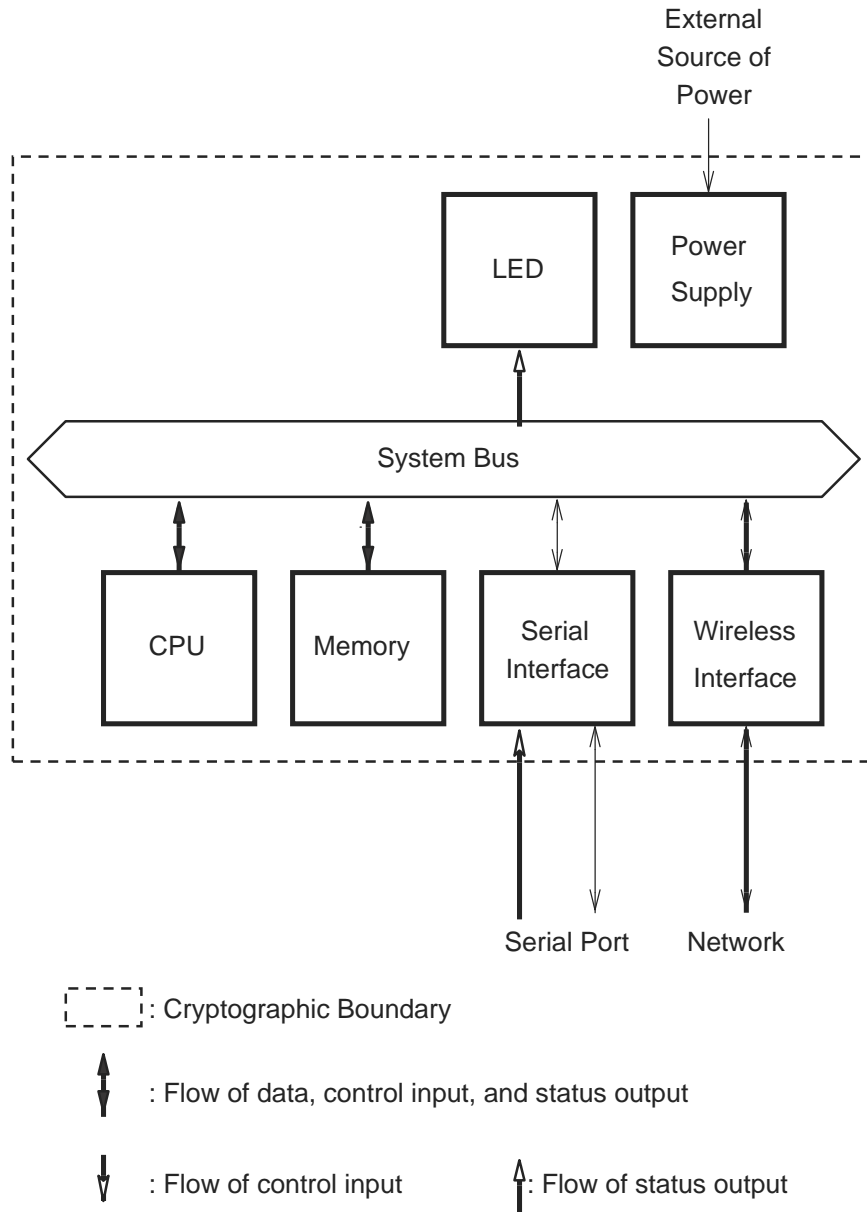 External
Source of
Power
LED
Power
Supply
System Bus
CPU
Memory
Serial
Interface
Wireless
Interface
Serial Port
Network
: Cryptographic Boundary
: Flow of data, control input, and status output
: Flow of control input
: Flow of status output